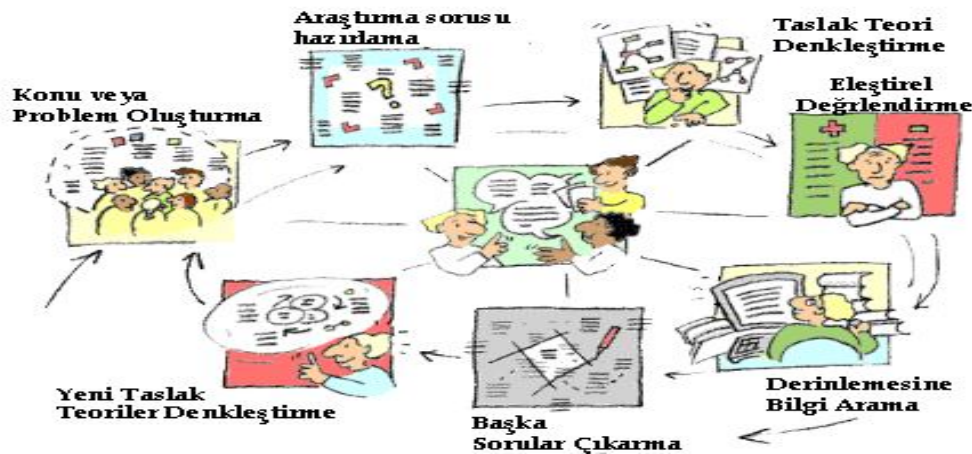 Araştırma sorusu
hazırlama
Taslak Teori
Denkleştirme
Konu veya
Problem Oluşturma
Eleştirel
Değrlendirme
Yeni Taslak
Teoriler Denkleştirme
Başka
Sorular Çıkarma
Derinlemesine
Bilgi Arama